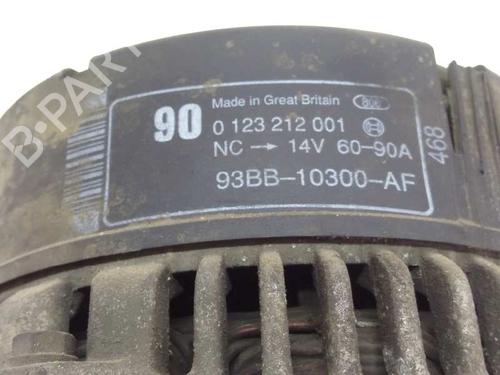 B-PARTS
90
Made in Great Britain
0 123 212 001
NC → 14V 60-90A
93BB-10300-AF
468